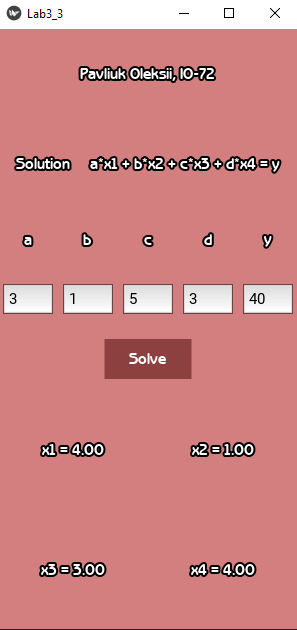 Lab3_3
Pavliuk Oleksii, IO-72
Solution a*x1 + b*x2 + c*x3 + d*x4 = y
a b c d y
3 1 5 3 40
Solve
x1 = 4.00 x2 = 1.00
x3 = 3.00 x4 = 4.00